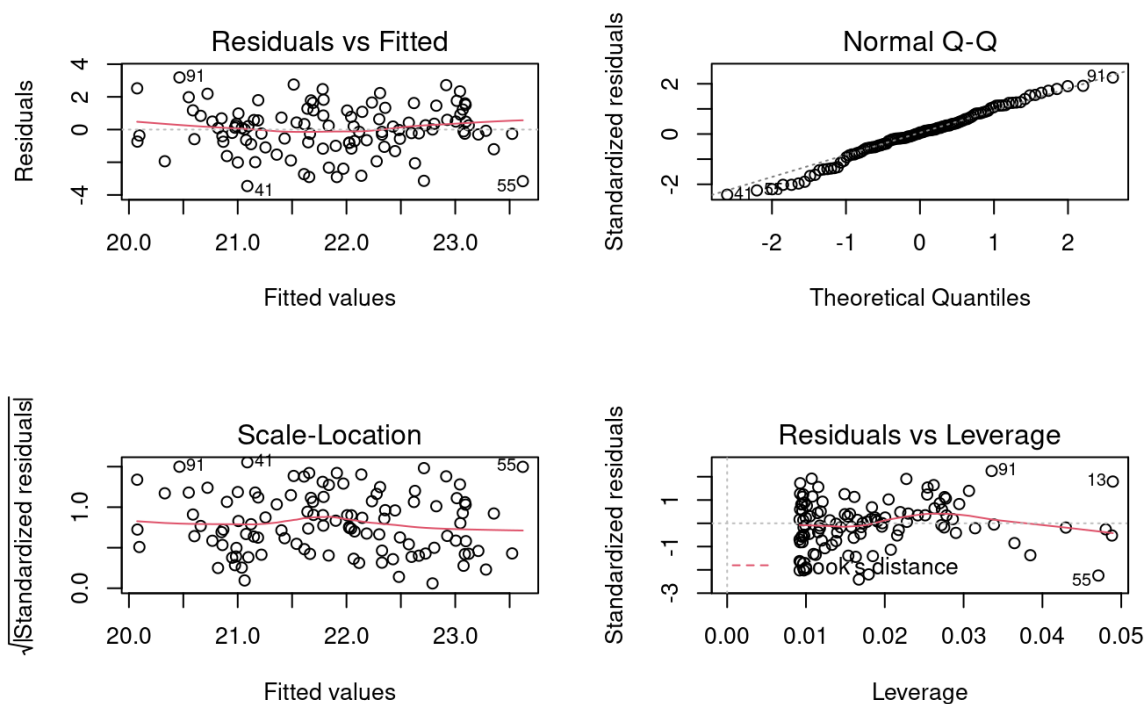 Residuals vs Fitted
Residuals
4
2
0
-4
91
41
55
20.0 21.0 22.0 23.0
Fitted values
Normal Q-Q
Standardized residuals
2
0
-2
91
41
55
-2 -1 0 1 2
Theoretical Quantiles
Scale-Location
√|Standardized residuals|
1.0
0.0
91
41
55
20.0 21.0 22.0 23.0
Fitted values
Residuals vs Leverage
Standardized residuals
1
-1
-3
91
13
55
Cook's distance
0.00 0.01 0.02 0.03 0.04 0.05
Leverage